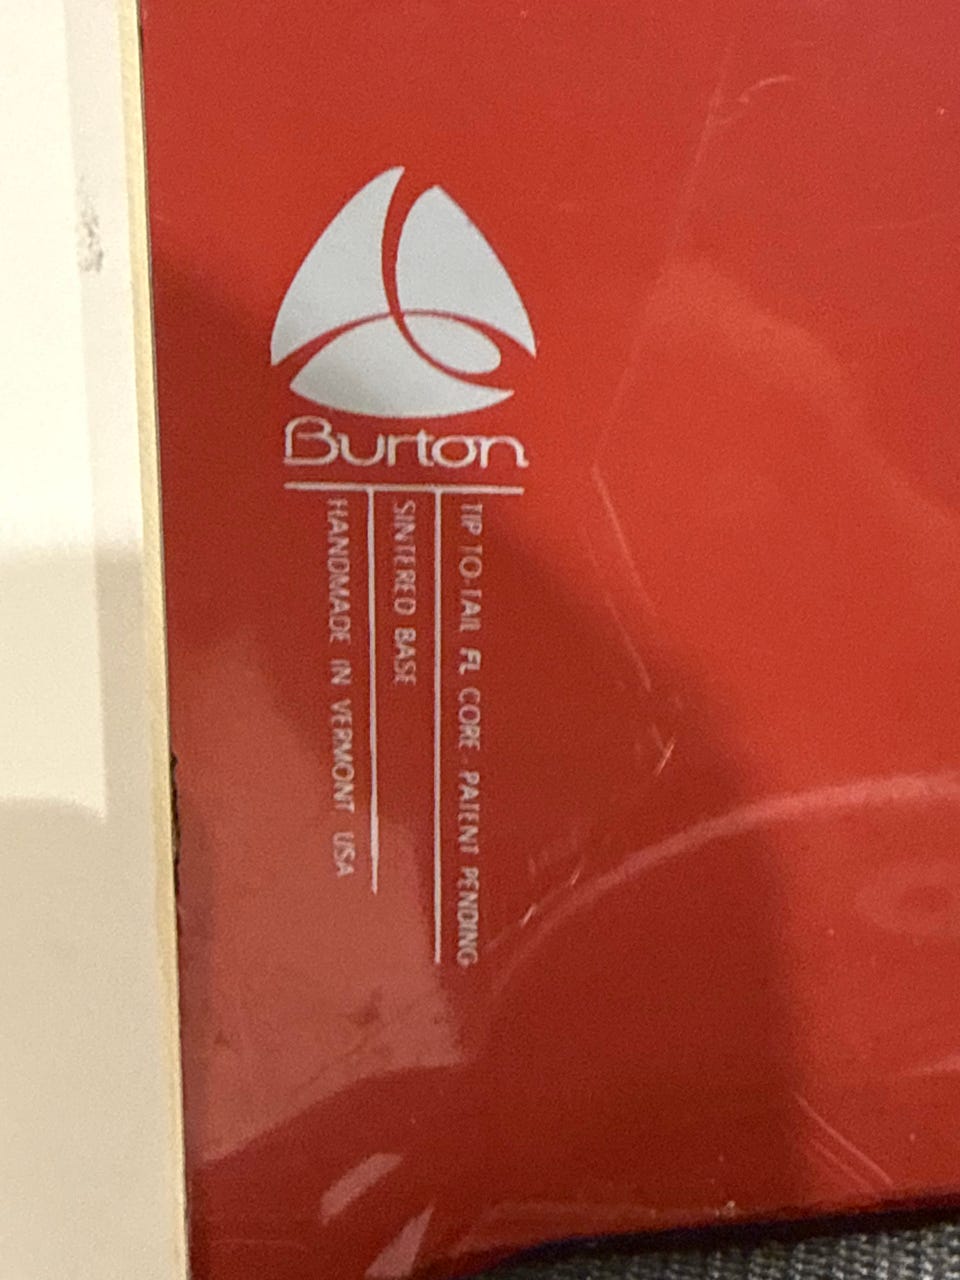 Burton
TIP TO-TAIL FL CORE - PATENT PENDING
SINTERED BASE
HANDMADE IN VERMONT USA